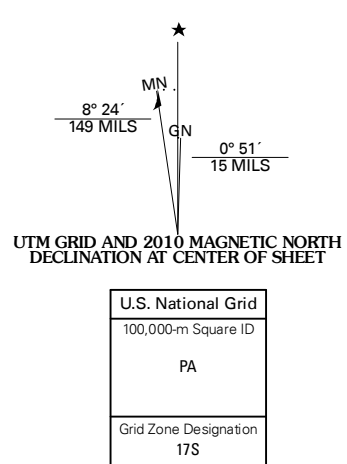 ★
MN
8° 24´
149 MILS
GN
0° 51´
15 MILS
UTM GRID AND 2010 MAGNETIC NORTH
DECLINATION AT CENTER OF SHEET
U.S. National Grid
100,000-m Square ID
PA
Grid Zone Designation
17S